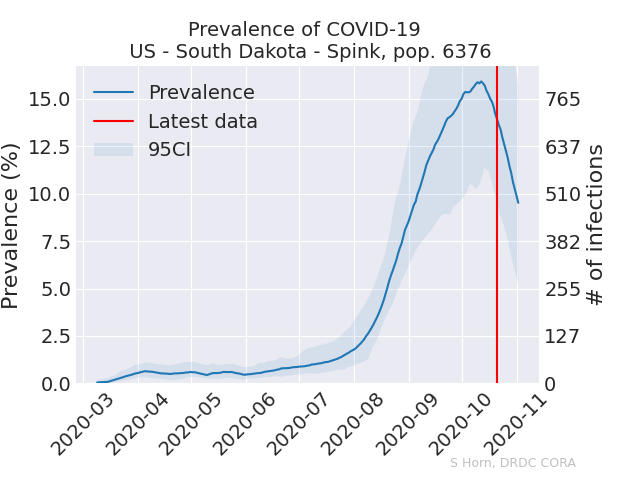 Prevalence of COVID-19
US - South Dakota - Spink, pop. 6376
Prevalence (%)
15.0
12.5
10.0
7.5
5.0
2.5
0.0
Prevalence
Latest data
95CI
765
637
510
382
255
127
0
# of infections
2020-03
2020-04
2020-05
2020-06
2020-07
2020-08
2020-09
2020-10
2020-11
S Horn, DRDC CORA